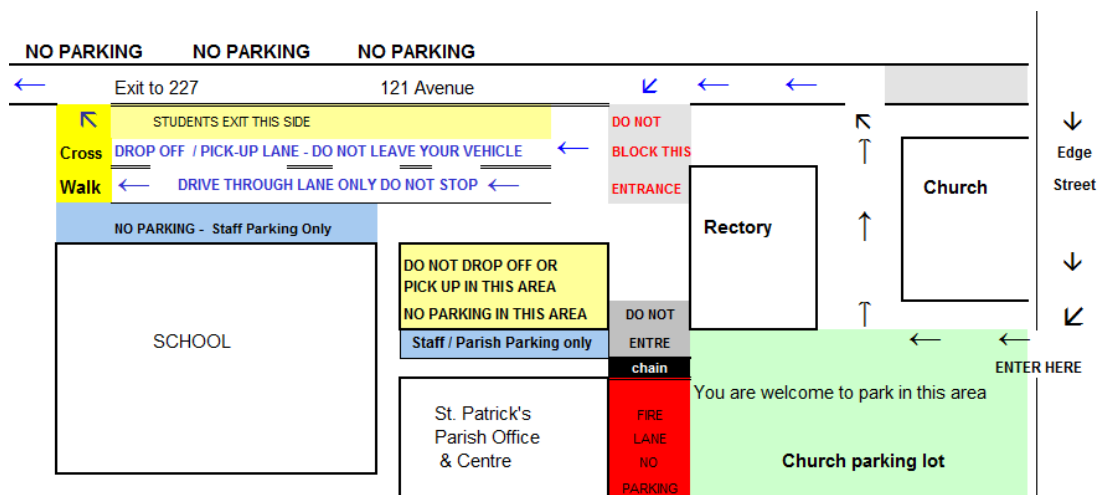 NO PARKING NO PARKING NO PARKING
Exit to 227 121 Avenue
STUDENTS EXIT THIS SIDE
DO NOT
Cross DROP OFF / PICK-UP LANE - DO NOT LEAVE YOUR VEHICLE
BLOCK THIS
Edge
Walk DRIVE THROUGH LANE ONLY DO NOT STOP
ENTRANCE
Church
Street
NO PARKING - Staff Parking Only
Rectory
DO NOT DROP OFF OR
PICK UP IN THIS AREA
NO PARKING IN THIS AREA
DO NOT
SCHOOL
Staff / Parish Parking only
ENTRE
chain
ENTER HERE
You are welcome to park in this area
St. Patrick's
Parish Office
& Centre
FIRE
LANE
NO
PARKING
Church parking lot